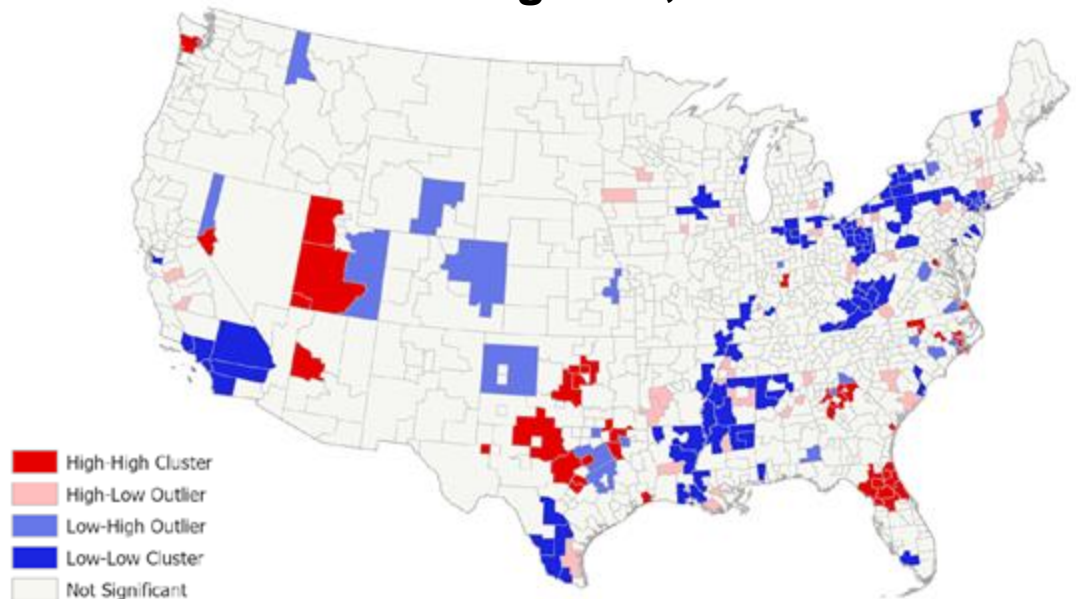 High-High Cluster
High-Low Outlier
Low-High Outlier
Low-Low Cluster
Not Significant